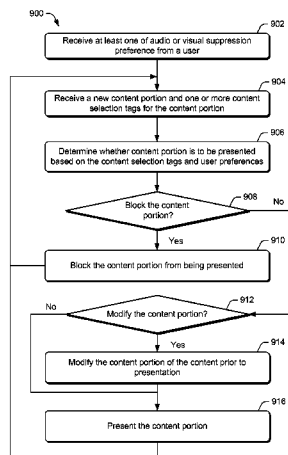 900
902
Receive at least one of audio or visual suppression
preference from a user
904
Receive a new content portion and one or more content
selection tags for the content portion
906
Determine whether content portion is to be presented
based on the content selection tags and user preferences
908
Block the content
portion?
No
Yes
910
Block the content portion from being presented
912
No
Modify the content portion?
Yes
914
Modify the content portion of the content prior to
presentation
916
Present the content portion